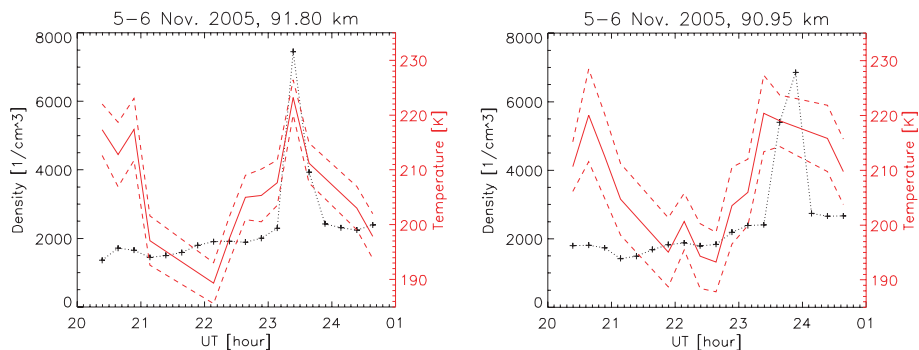 5-6 Nov. 2005, 91.80 km
8000
6000
4000
2000
0
Density [1/cm^3]
230
220
210
200
190
Temperature [K]
20 21 22 23 24 01
UT [hour]
5-6 Nov. 2005, 90.95 km
8000
6000
4000
2000
0
Density [1/cm^3]
230
220
210
200
190
Temperature [K]
20 21 22 23 24 01
UT [hour]